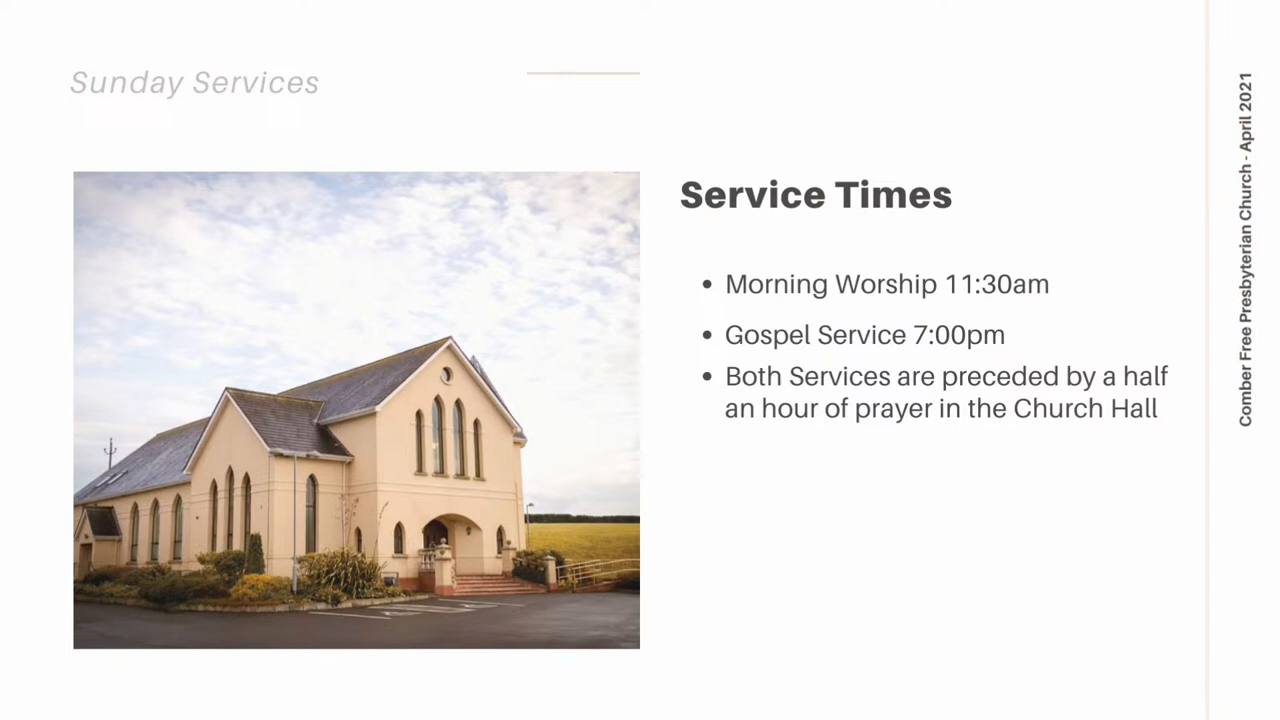 Sunday Services
Service Times
• Morning Worship 11:30am
• Gospel Service 7:00pm
• Both Services are preceded by a half
an hour of prayer in the Church Hall
Comber Free Presbyterian Church - April 2021